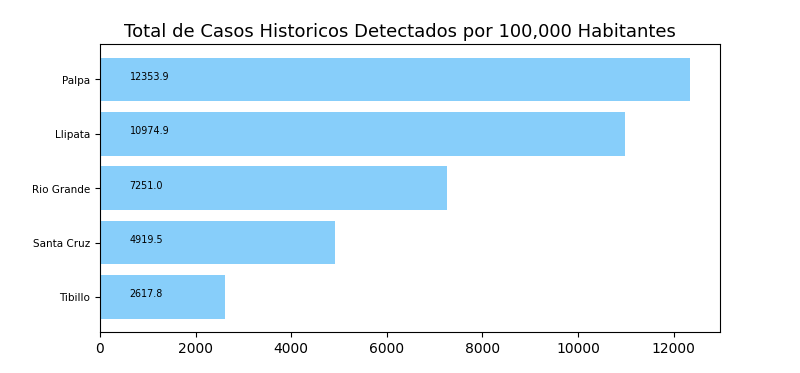 Total de Casos Historicos Detectados por 100,000 Habitantes
Palpa 12353.9
Llipata 10974.9
Rio Grande 7251.0
Santa Cruz 4919.5
Tibillo 2617.8
0 2000 4000 6000 8000 10000 12000